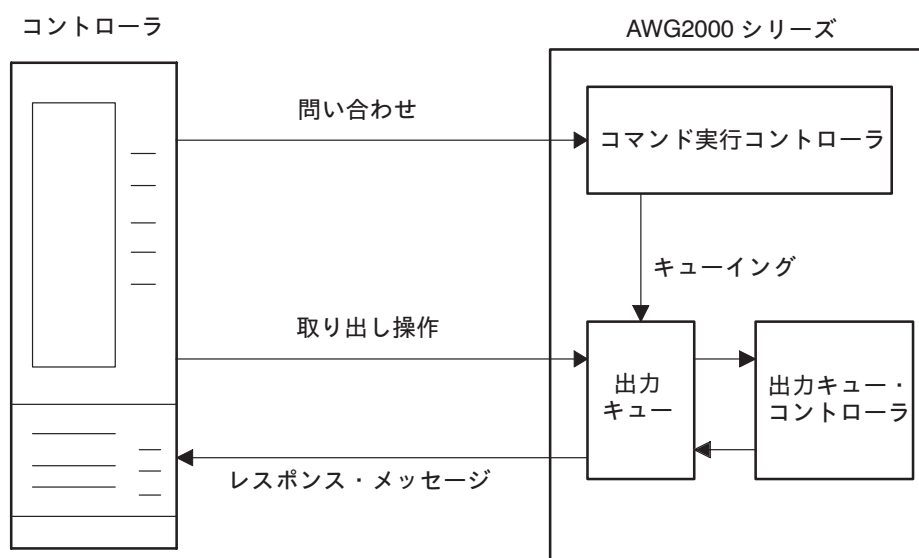 コントローラ
AWG2000 シリーズ
問い合わせ
コマンド実行コントローラ
キューイング
取り出し操作
出力
キュー
出力キュー・
コントローラ
レスポンス・メッセージ